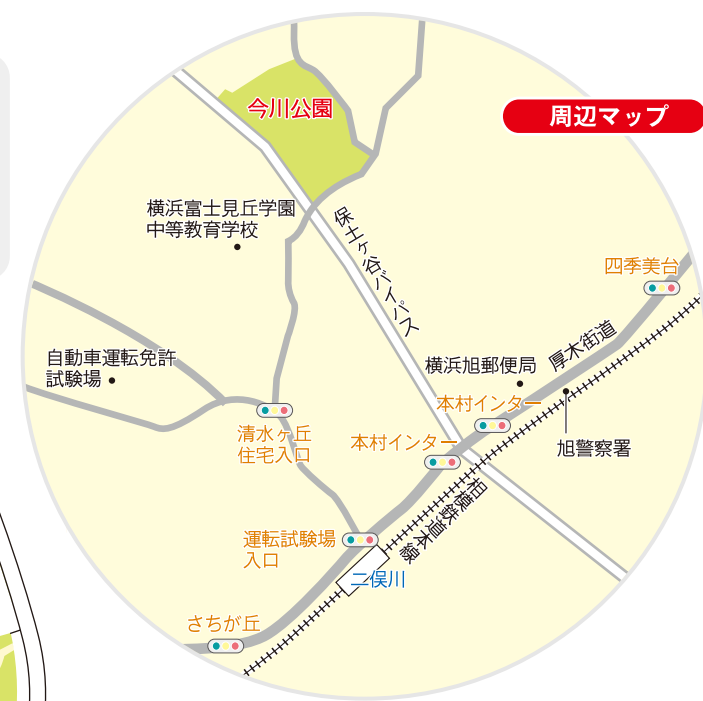 今川公園
周辺マップ
横浜富士見丘学園
中等教育学校
保土ヶ谷バイパス
四季美台
厚木街道
自動車運転免許
試験場
横浜旭郵便局
本村インター
清水ヶ丘
住宅入口
本村インター
旭警察署
相模鉄道本線
運転試験場
入口
二俣川
さちが丘